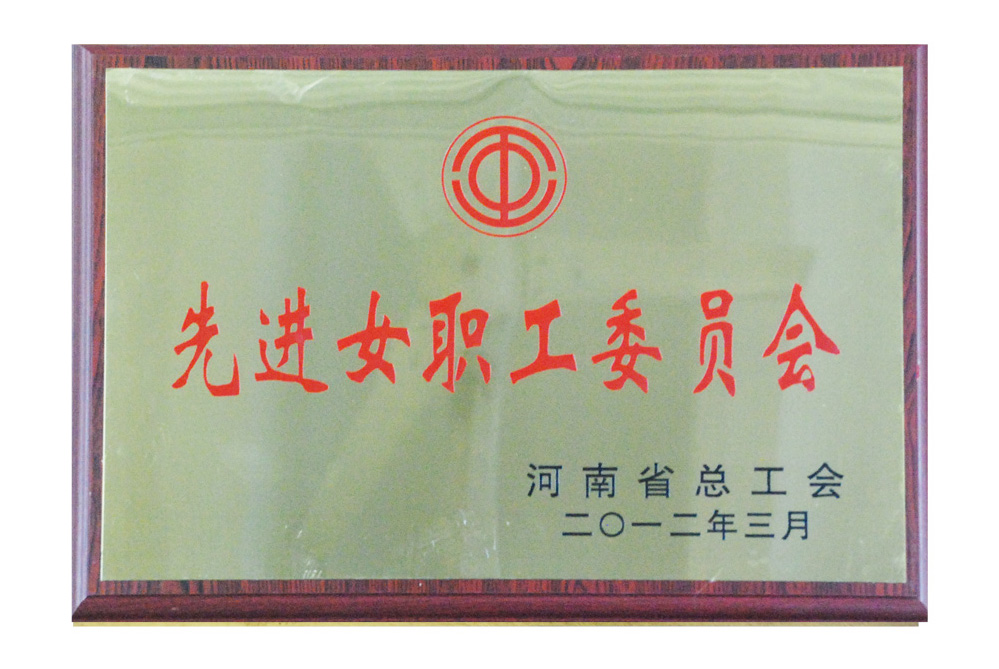 先进女职工委员会
河南省总工会
二〇一二年三月